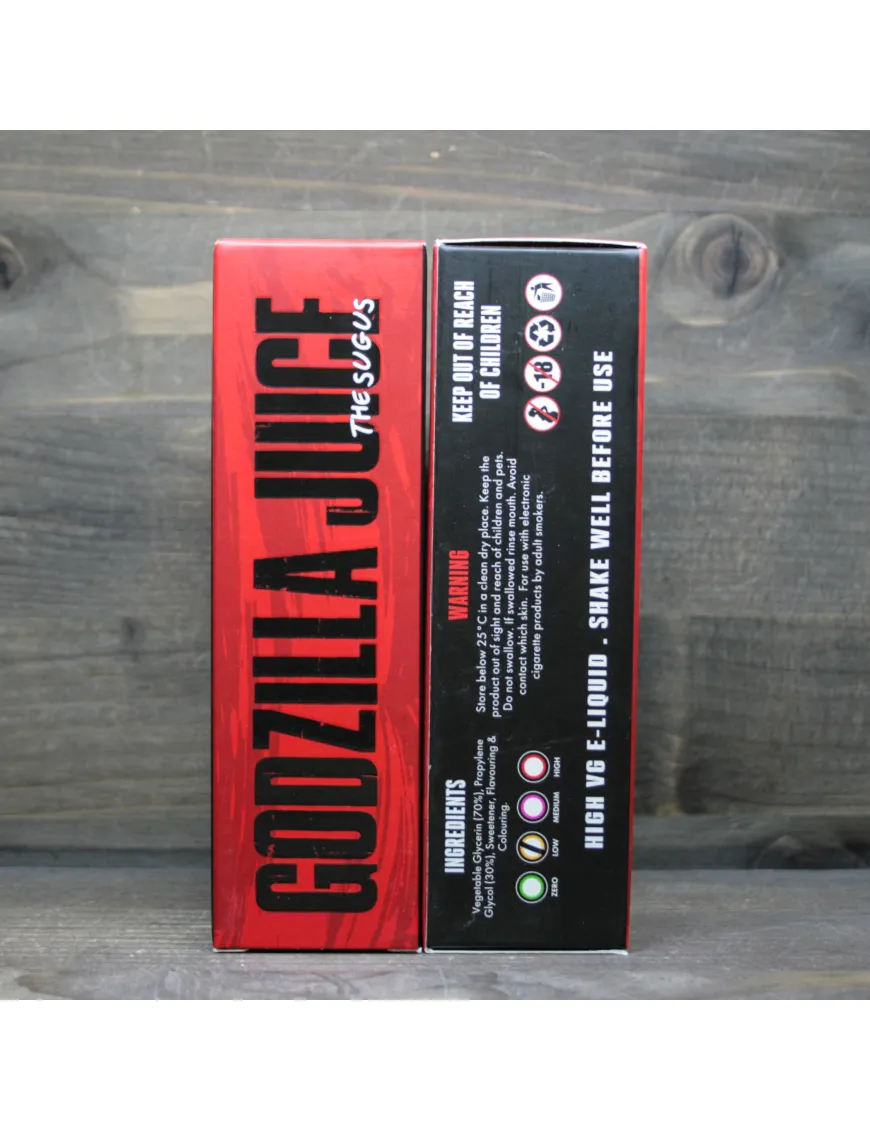 GODZILLA JUICE
THE SUGUS
INGREDIENTS
Vegetable Glycerin (70%), Propylene
Glycol (30%), Sweetener, Flavouring &
Colouring.
ZERO
LOW
MEDIUM
HIGH
WARNING
Store below 25°C in a clean dry place. Keep the
product out of sight and reach of children and pets.
Do not swallow. If swallowed rinse mouth. Avoid
contact which skin. For use with electronic
cigarette products by adult smokers.
KEEP OUT OF REACH
OF CHILDREN
-18
HIGH VG E-LIQUID . SHAKE WELL BEFORE USE